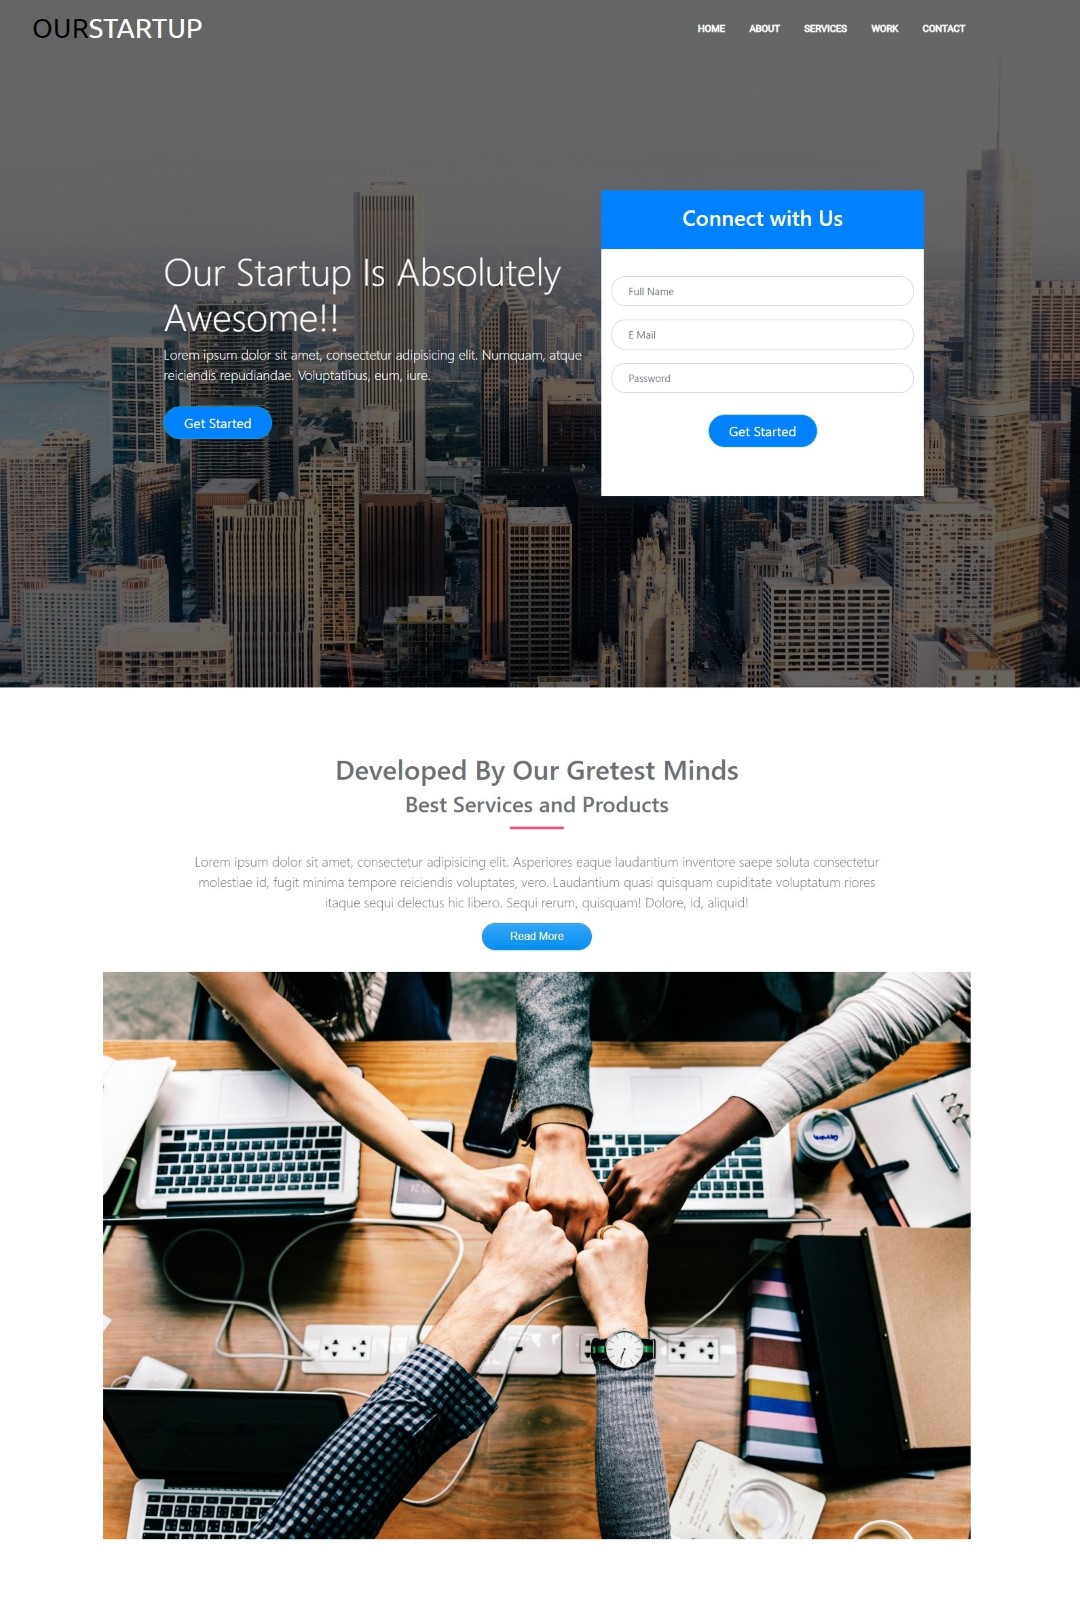 OURSTARTUP
HOME ABOUT SERVICES WORK CONTACT
Our Startup Is Absolutely
Awesome!!
Lorem ipsum dolor sit amet, consectetur adipisicing elit. Numquam, atque
reiciendis repudiandae. Voluptatibus, eum, iure.
Get Started
Connect with Us
Full Name
E Mail
Password
Get Started
Developed By Our Gretest Minds
Best Services and Products
Lorem ipsum dolor sit amet, consectetur adipisicing elit. Asperiores eaque laudantium inventore saepe soluta consectetur
molestiae id, fugit minima tempore reiciendis voluptates, vero. Laudantium quasi quisquam cupiditate voluptatum riores
itaque sequi delectus hic libero. Sequi rerum, quisquam! Dolore, id, aliquid!
Read More